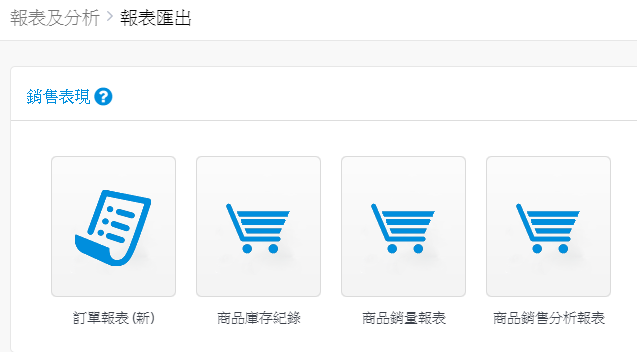 報表及分析 > 報表匯出
銷售表現 ?
訂單報表 (新)
商品庫存紀錄
商品銷量報表
商品銷售分析報表